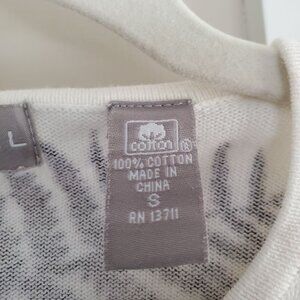 L
cotton ®
100% COTTON
MADE IN
CHINA
S
RN 13711